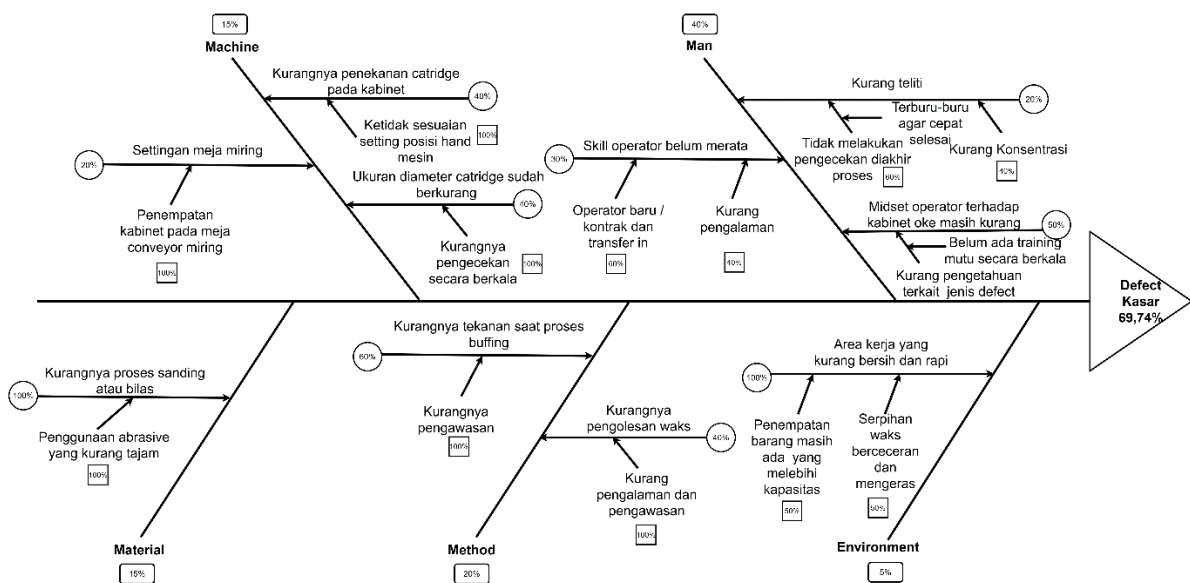 15%
Machine
Kurangnya penekanan catridge
pada kabinet
40%
Ketidak sesuaian
setting posisi hand
mesin
100%
20%
Settingan meja miring
Penempatan
kabinet pada meja
conveyor miring
100%
Ukuran diameter catridge sudah
berkurang
40%
Kurangnya
pengecekan
secara berkala
100%
40%
Man
Kurang teliti
20%
Terburu-buru
agar cepat
selesai
Tidak melakukan
pengecekan diakhir
proses
60%
Kurang Konsentrasi
40%
30%
Skill operator belum merata
Operator baru /
kontrak dan
transfer in
60%
Kurang
pengalaman
40%
Midset operator terhadap
kabinet oke masih kurang
50%
Belum ada training
mutu secara berkala
Kurang pengetahuan
terkait jenis defect
Defect
Kasar
69,74%
100%
Kurangnya proses sanding
atau bilas
Penggunaan abrasive
yang kurang tajam
100%
Material
15%
Kurangnya tekanan saat proses
buffing
60%
Kurangnya
pengawasan
100%
Kurangnya
pengolesan waks
40%
Kurang
pengalaman dan
pengawasan
100%
Method
20%
Area kerja yang
kurang bersih dan rapi
100%
Penempatan
barang masih
ada yang
melebihi
kapasitas
50%
Serpihan
waks
berceceran
dan
mengeras
50%
Environment
5%